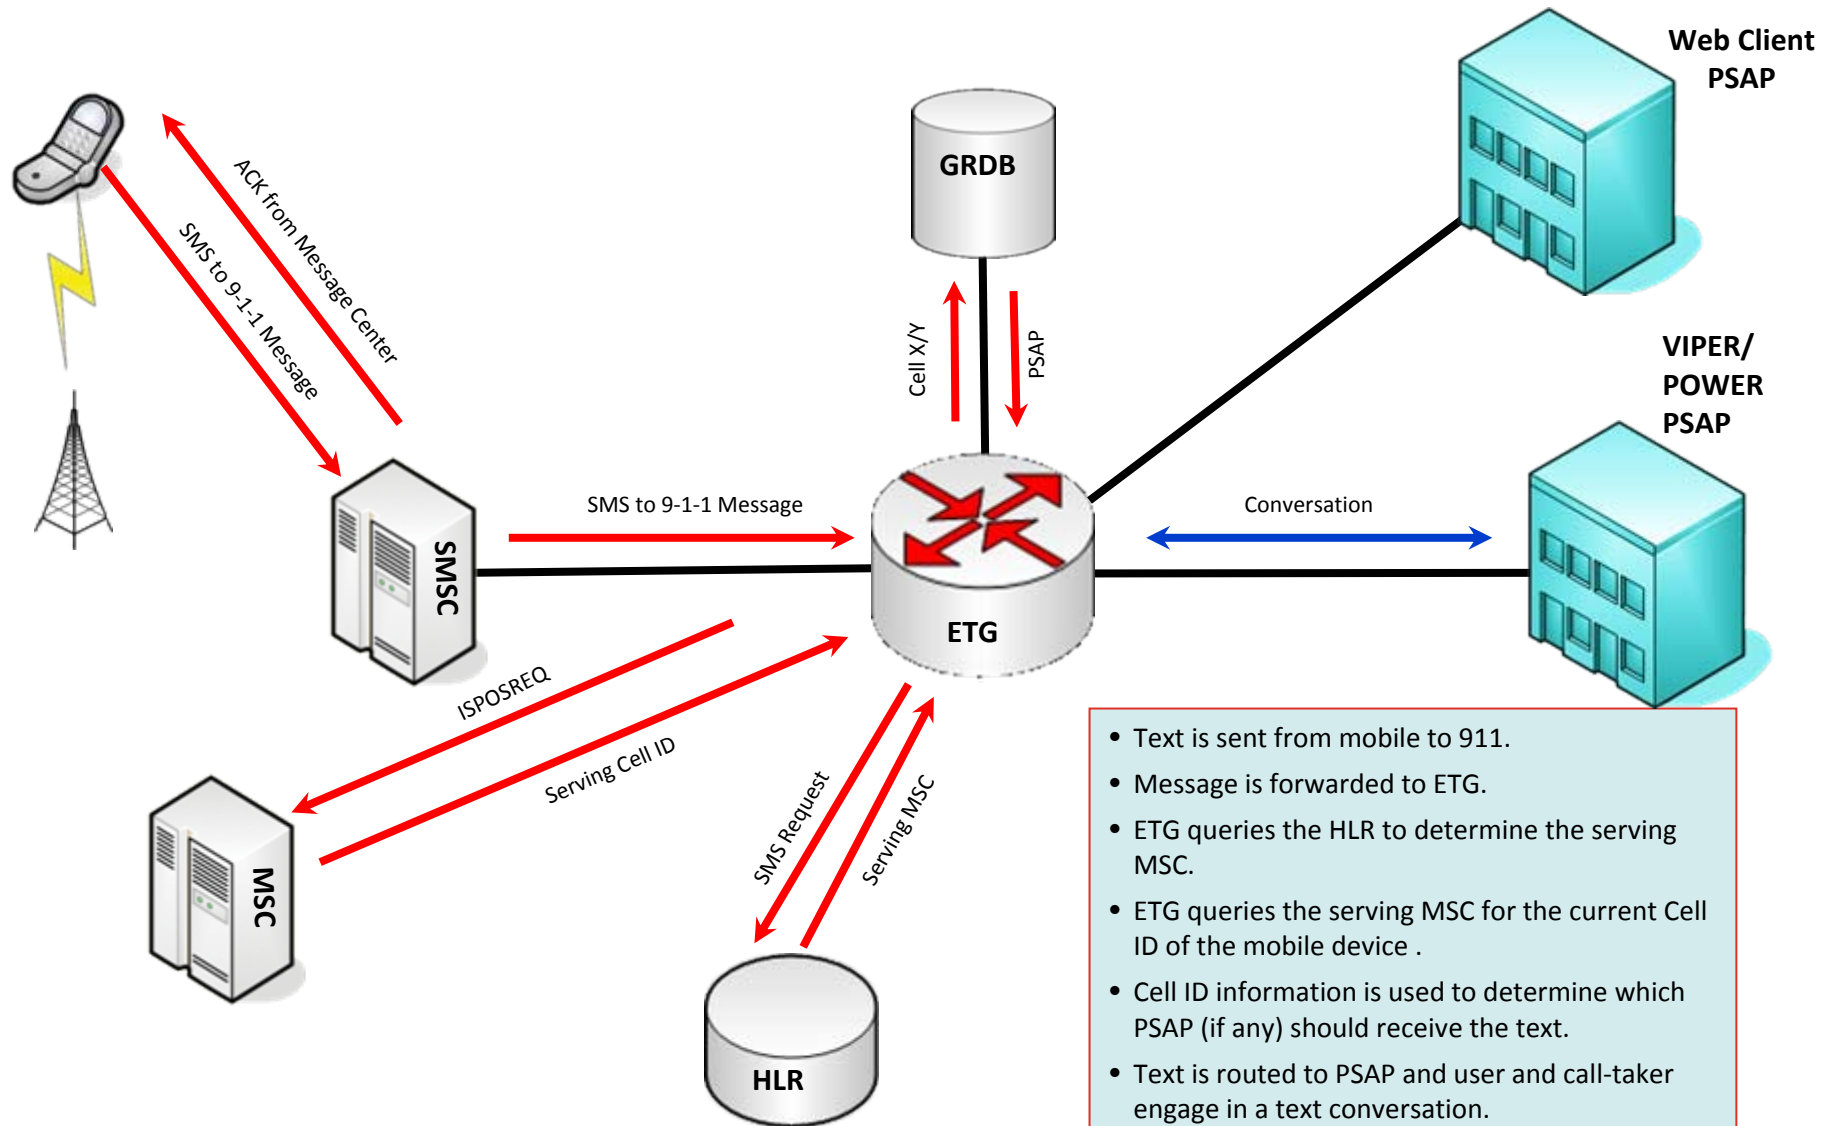 Web Client
PSAP
GRDB
ACK from Message Center
SMS to 9-1-1 Message
Cell X/Y
PSAP
VIPER/
POWER
PSAP
SMS to 9-1-1 Message
Conversation
SMSC
ETG
ISPOSREQ
Serving Cell ID
SMS Request
Serving MSC
MSC
HLR
• Text is sent from mobile to 911.
• Message is forwarded to ETG.
• ETG queries the HLR to determine the serving
MSC.
• ETG queries the serving MSC for the current Cell
ID of the mobile device .
• Cell ID information is used to determine which
PSAP (if any) should receive the text.
• Text is routed to PSAP and user and call-taker
engage in a text conversation.